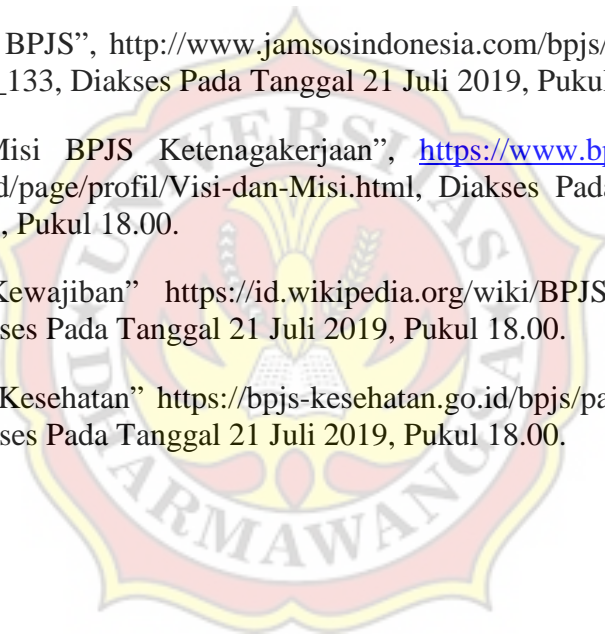 BPJS”, http://www.jamsosindonesia.com/bpjs/
_133, Diakses Pada Tanggal 21 Juli 2019, Pukul
Misi BPJS Ketenagakerjaan”, https://www.bp
d/page/profil/Visi-dan-Misi.html, Diakses Pada
, Pukul 18.00.
Kewajiban” https://id.wikipedia.org/wiki/BPJS
ses Pada Tanggal 21 Juli 2019, Pukul 18.00.
Kesehatan” https://bpjs-kesehatan.go.id/bpjs/pa
ses Pada Tanggal 21 Juli 2019, Pukul 18.00.
UNIVERSITAS
DHARMAWANGSA